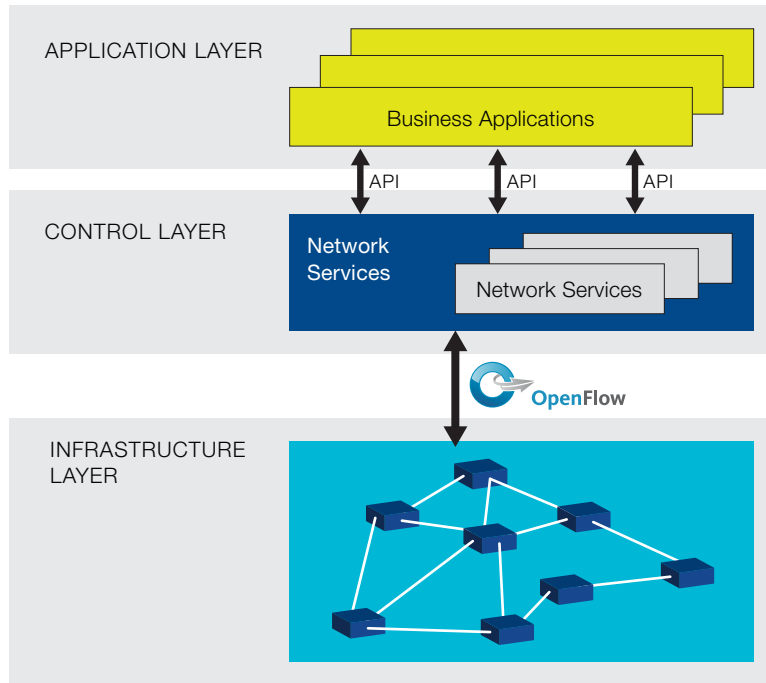 APPLICATION LAYER
Business Applications
API
API
API
CONTROL LAYER
Network
Services
Network Services
OpenFlow
INFRASTRUCTURE
LAYER